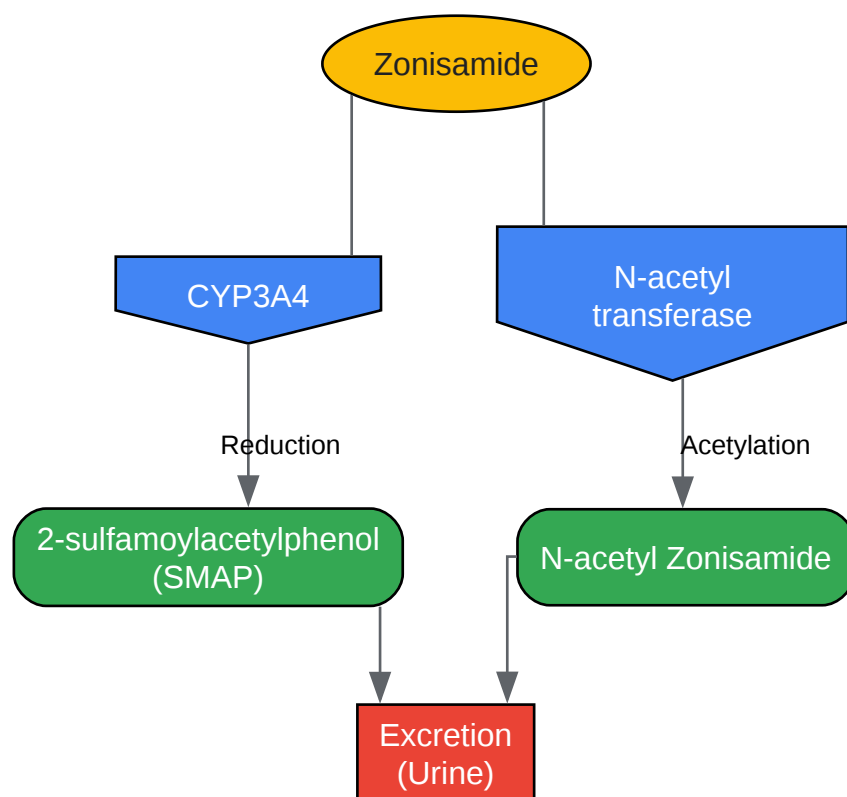 Zonisamide
CYP3A4
N-acetyl
transferase
Reduction
Acetylation
2-sulfamoylacetylphenol
(SMAP)
N-acetyl Zonisamide
Excretion
(Urine)